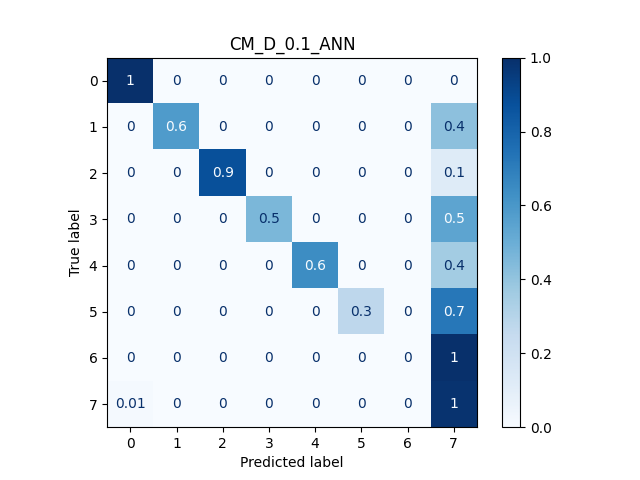 CM_D_0.1_ANN
0 1 0 0 0 0 0 0 0
1 0 0.6 0 0 0 0 0 0.4
2 0 0 0.9 0 0 0 0 0.1
3 0 0 0 0.5 0 0 0 0.5
4 0 0 0 0 0.6 0 0 0.4
5 0 0 0 0 0 0.3 0 0.7
6 0 0 0 0 0 0 0 1
7 0.01 0 0 0 0 0 0 1
0 1 2 3 4 5 6 7
Predicted label
True label
1.0
0.8
0.6
0.4
0.2
0.0